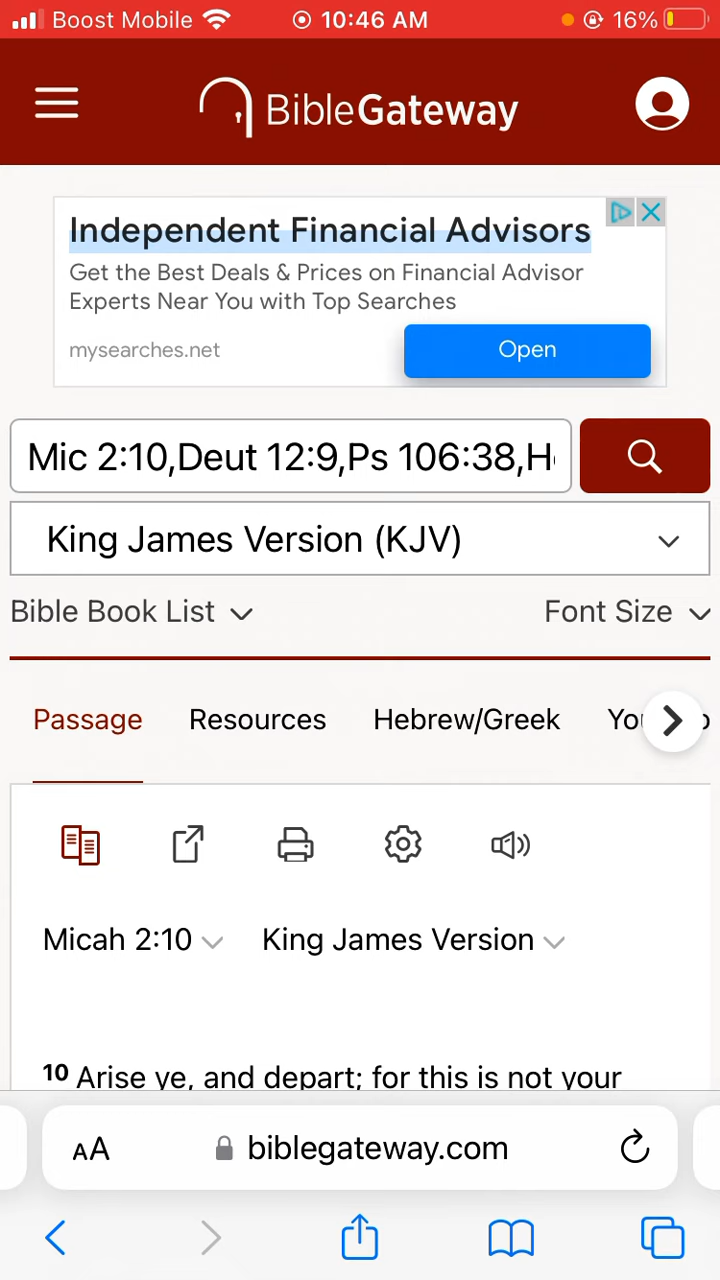 Boost Mobile 10:46 AM 16%
BibleGateway
Independent Financial Advisors
Get the Best Deals & Prices on Financial Advisor
Experts Near You with Top Searches
mysearches.net Open
Mic 2:10,Deut 12:9,Ps 106:38,H
King James Version (KJV)
Bible Book List Font Size
Passage Resources Hebrew/Greek You
Micah 2:10 King James Version
10 Arise ye, and depart; for this is not your
AA biblegateway.com